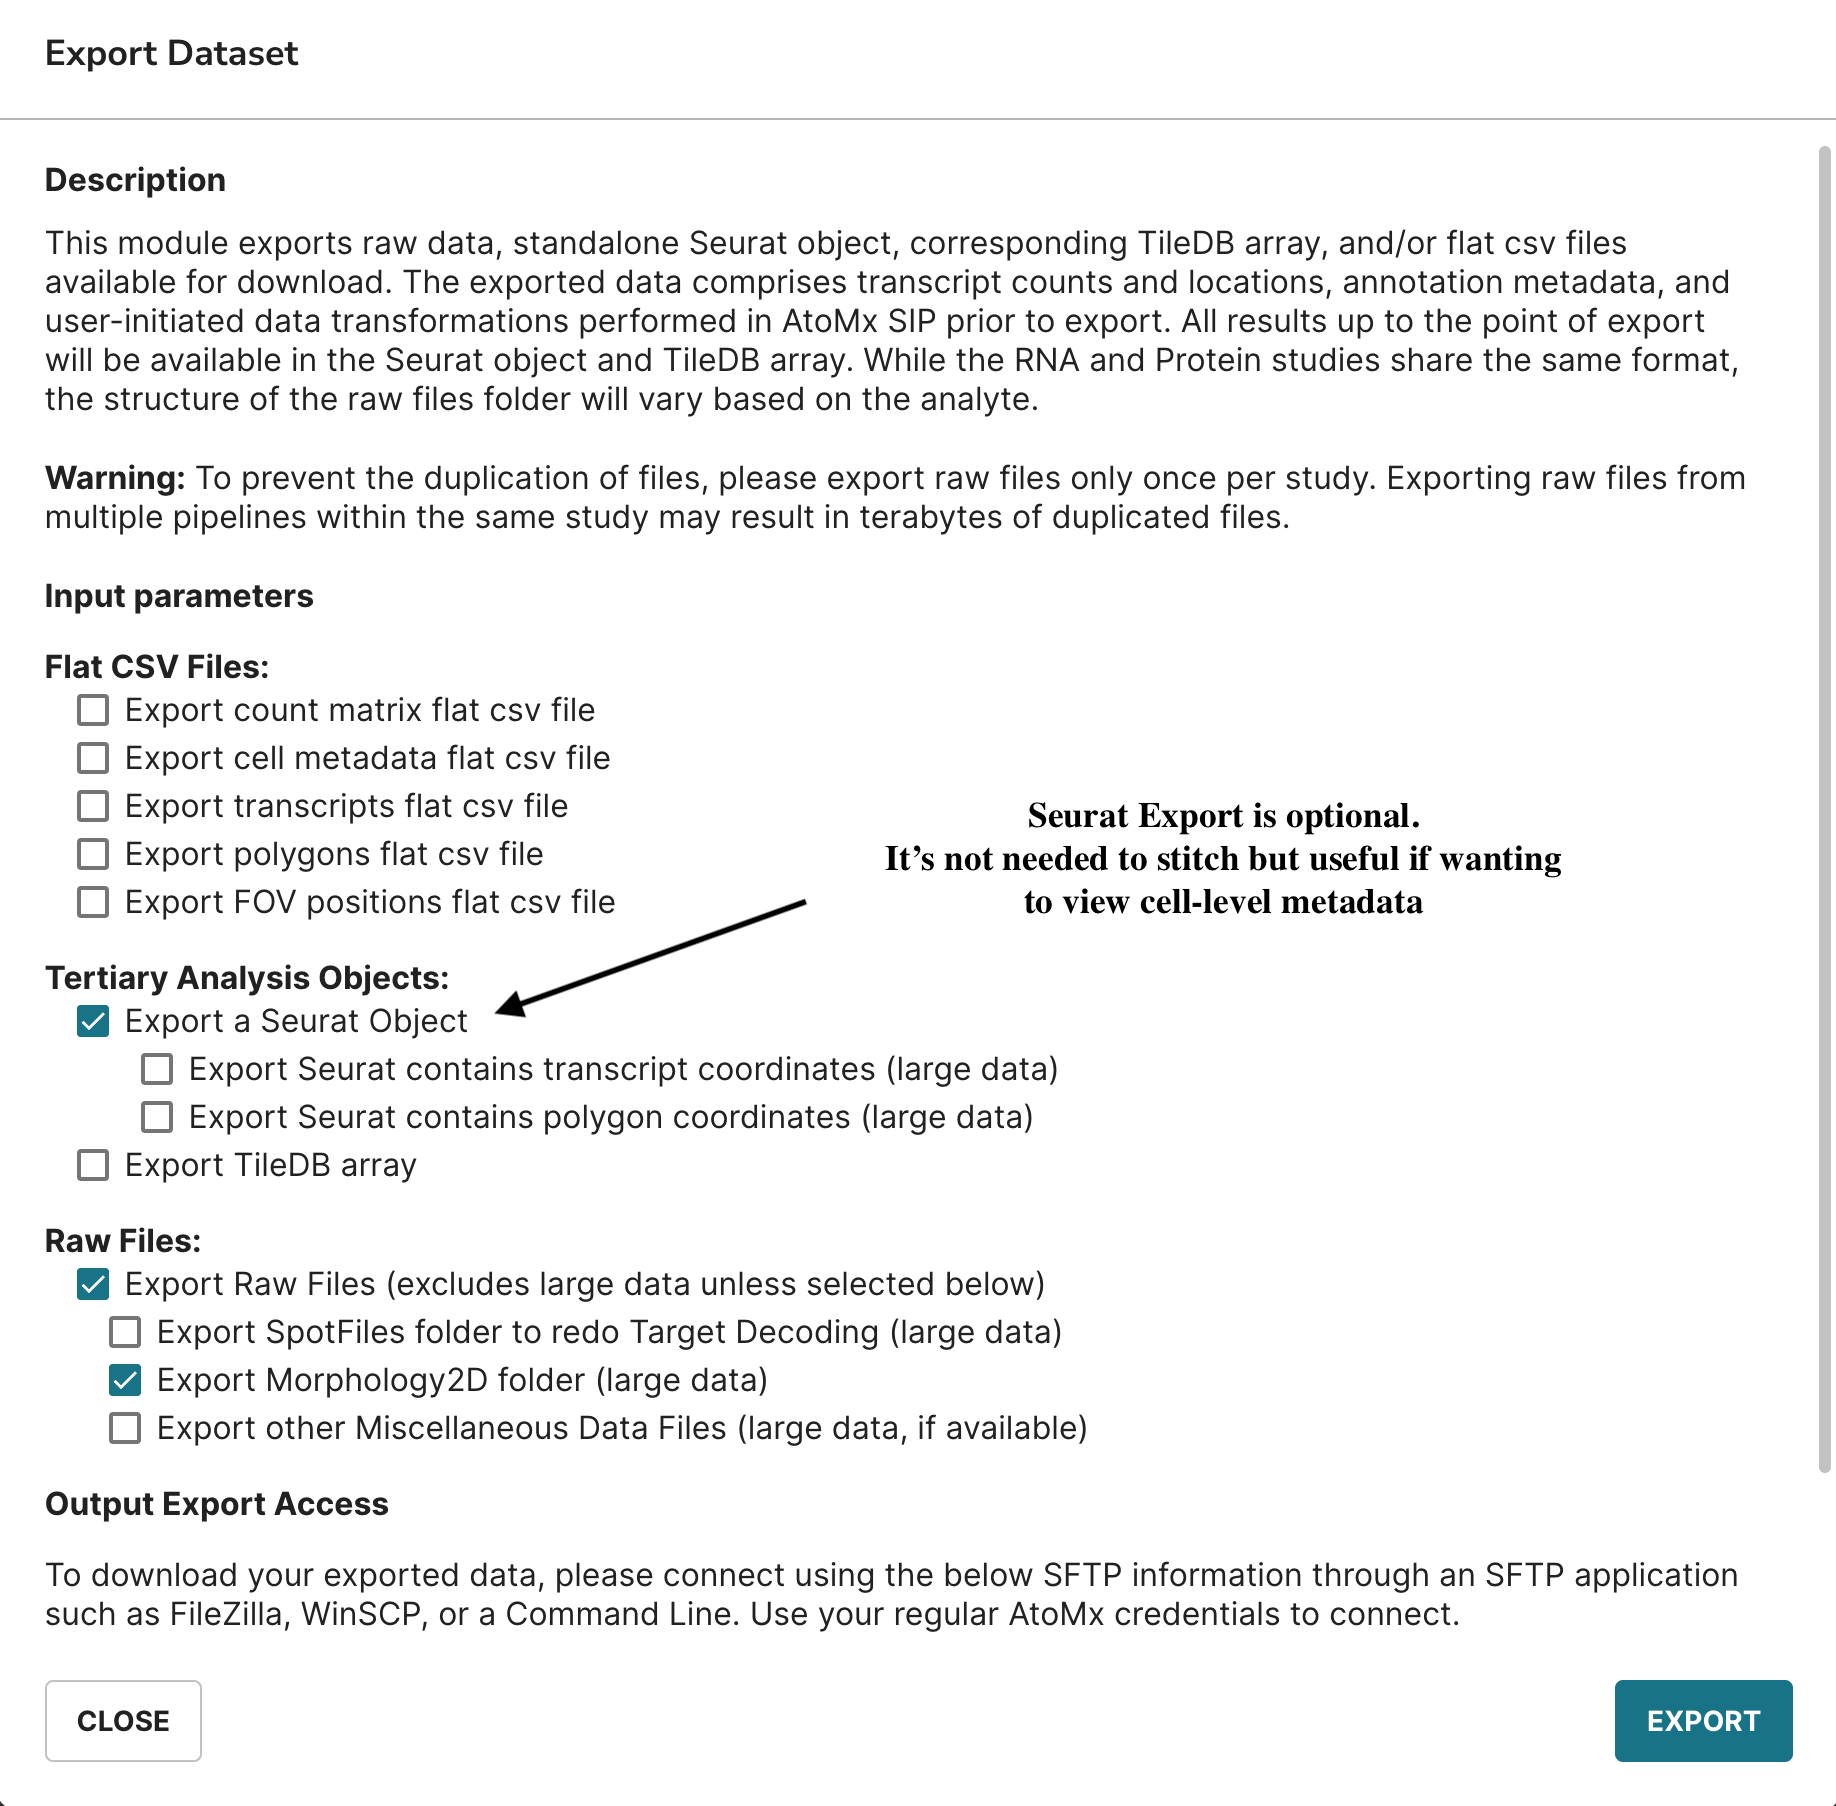 Export Dataset
Description
This module exports raw data, standalone Seurat object, corresponding TileDB array, and/or flat csv files
available for download. The exported data comprises transcript counts and locations, annotation metadata, and
user-initiated data transformations performed in AtoMx SIP prior to export. All results up to the point of export
will be available in the Seurat object and TileDB array. While the RNA and Protein studies share the same format,
the structure of the raw files folder will vary based on the analyte.
Warning: To prevent the duplication of files, please export raw files only once per study. Exporting raw files from
multiple pipelines within the same study may result in terabytes of duplicated files.
Input parameters
Flat CSV Files:
Export count matrix flat csv file
Export cell metadata flat csv file
Export transcripts flat csv file
Export polygons flat csv file
Export FOV positions flat csv file
Seurat Export is optional.
It’s not needed to stitch but useful if wanting
to view cell-level metadata
Tertiary Analysis Objects:
Export a Seurat Object
Export Seurat contains transcript coordinates (large data)
Export Seurat contains polygon coordinates (large data)
Export TileDB array
Raw Files:
Export Raw Files (excludes large data unless selected below)
Export SpotFiles folder to redo Target Decoding (large data)
Export Morphology2D folder (large data)
Export other Miscellaneous Data Files (large data, if available)
Output Export Access
To download your exported data, please connect using the below SFTP information through an SFTP application
such as FileZilla, WinSCP, or a Command Line. Use your regular AtoMx credentials to connect.
CLOSE
EXPORT